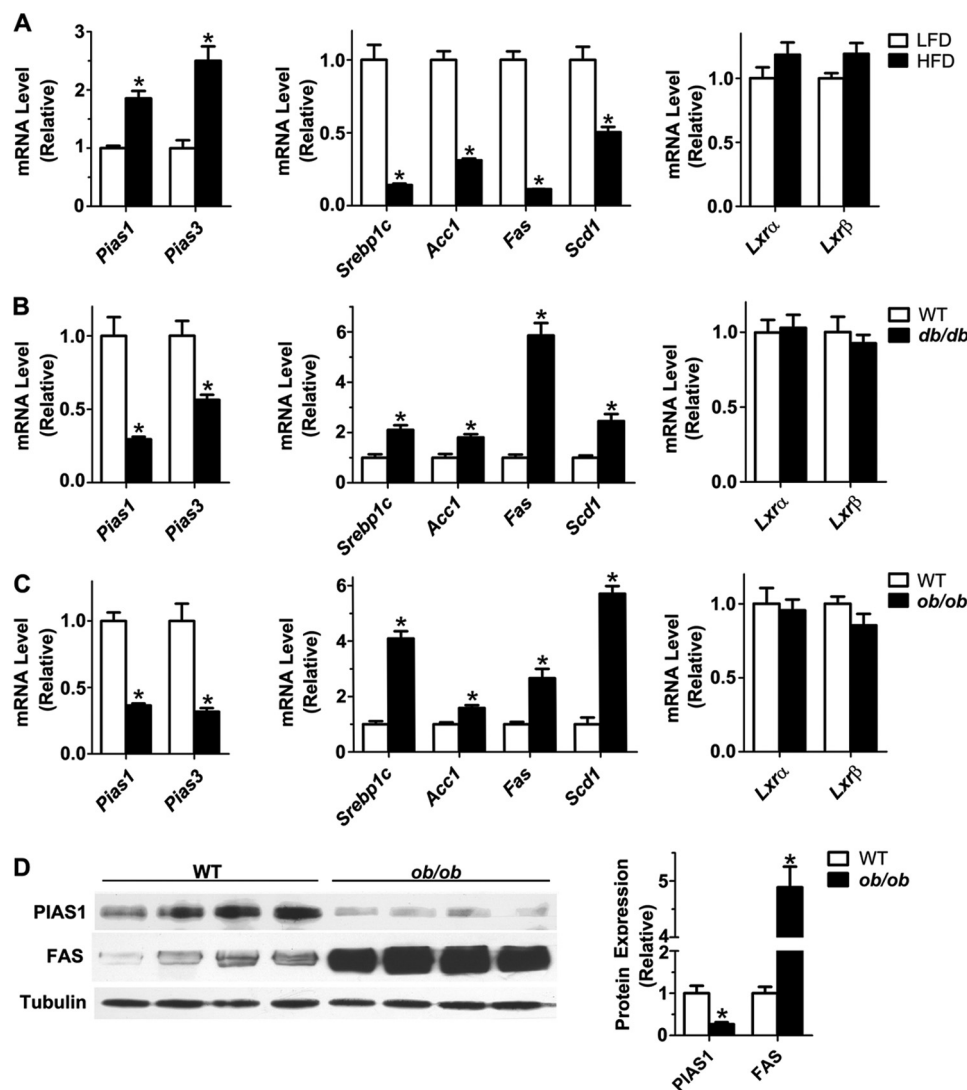 A
mRNA Level
(Relative)
3
2
1
0
Pias1
Pias3
* *
mRNA Level
(Relative)
1.0
0.5
0.0
Srebp1c
Acc1
Fas
Scd1
* * * *
mRNA Level
(Relative)
1.0
0.0
Lxrα
Lxrβ
LFD
HFD
B
mRNA Level
(Relative)
1.0
0.5
0.0
Pias1
Pias3
* *
mRNA Level
(Relative)
6
4
2
0
Srebp1c
Acc1
Fas
Scd1
* * * *
mRNA Level
(Relative)
1.0
0.0
Lxrα
Lxrβ
WT
db/db
C
mRNA Level
(Relative)
1.0
0.5
0.0
Pias1
Pias3
* *
mRNA Level
(Relative)
6
4
2
0
Srebp1c
Acc1
Fas
Scd1
* * * *
mRNA Level
(Relative)
1.0
0.0
Lxrα
Lxrβ
WT
ob/ob
D
WT ob/ob
PIAS1
FAS
Tubulin
Protein Expression
(Relative)
5
4
2
1
0
PIAS1
FAS
* *
WT
ob/ob